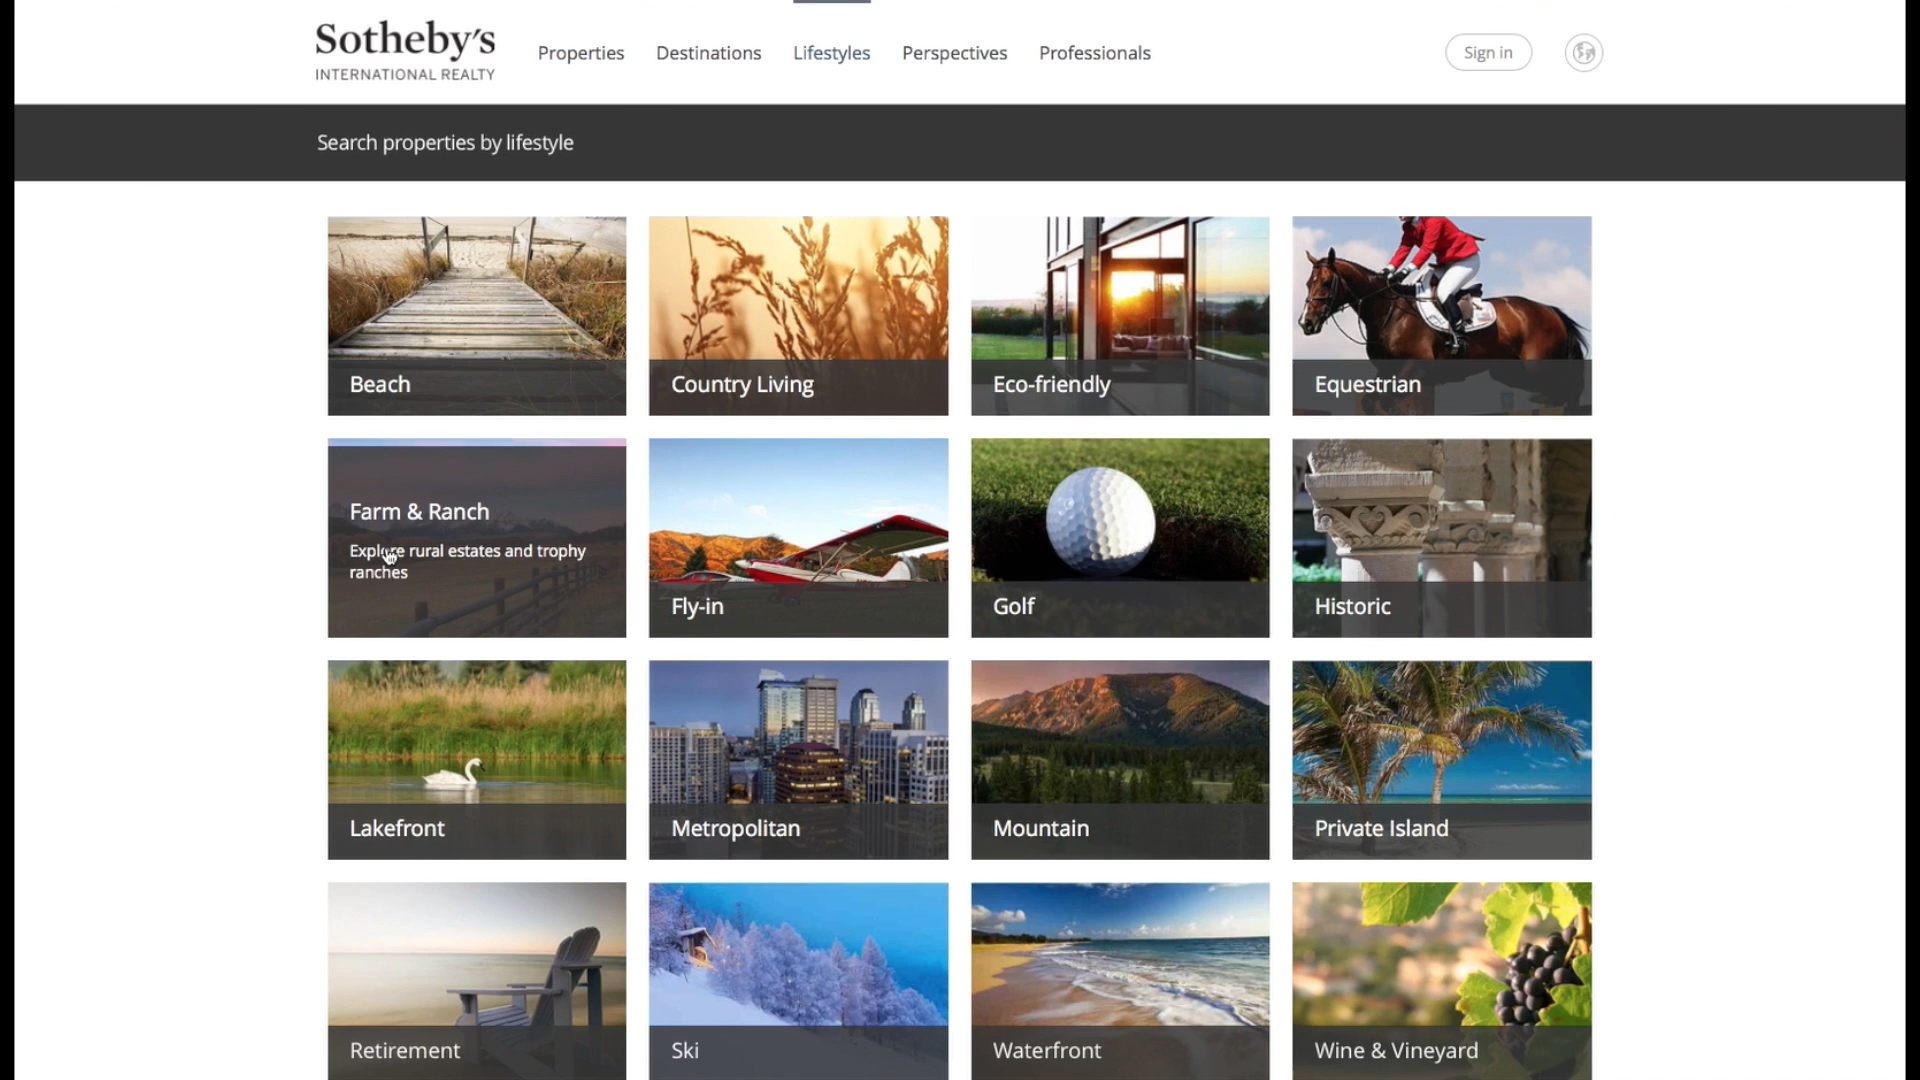 Sotheby's
INTERNATIONAL REALTY
Properties
Destinations
Lifestyles
Perspectives
Professionals
Sign in
Search properties by lifestyle
Beach
Country Living
Eco-friendly
Equestrian
Farm & Ranch
Explore rural estates and trophy
ranches
Fly-in
Golf
Historic
Lakefront
Metropolitan
Mountain
Private Island
Retirement
Ski
Waterfront
Wine & Vineyard